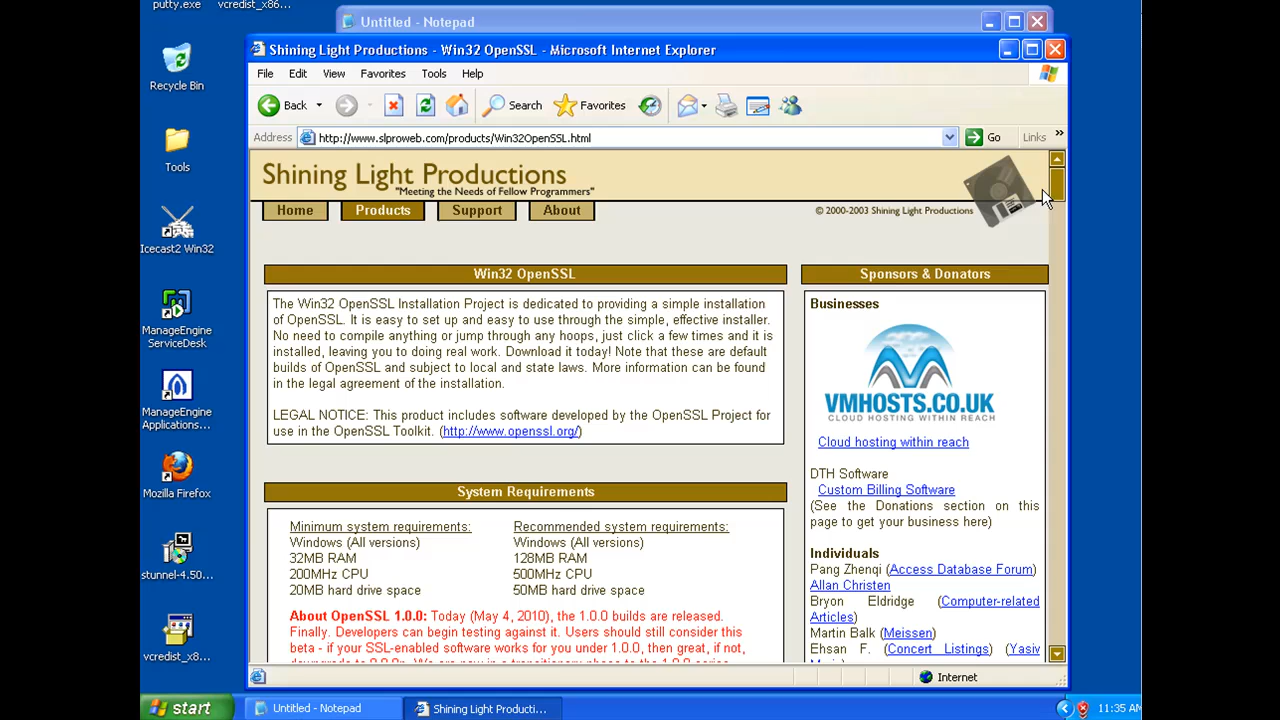 putty.exe
vcredist_x86...
Recycle Bin
Tools
Icecast2 Win32
ManageEngine
ServiceDesk
ManageEngine
Applications...
Mozilla Firefox
stunnel-4.50...
vcredist_x8...
Untitled - Notepad
Shining Light Productions - Win32 OpenSSL - Microsoft Internet Explorer
File Edit View Favorites Tools Help
Back Search Favorites
Address http://www.slproweb.com/products/Win32OpenSSL.html Go Links »
Shining Light Productions
"Meeting the Needs of Fellow Programmers"
Home Products Support About
© 2000-2003 Shining Light Productions
Win32 OpenSSL
The Win32 OpenSSL Installation Project is dedicated to providing a simple installation
of OpenSSL. It is easy to set up and easy to use through the simple, effective installer.
No need to compile anything or jump through any hoops, just click a few times and it is
installed, leaving you to doing real work. Download it today! Note that these are default
builds of OpenSSL and subject to local and state laws. More information can be found
in the legal agreement of the installation.
LEGAL NOTICE: This product includes software developed by the OpenSSL Project for
use in the OpenSSL Toolkit. (http://www.openssl.org/)
System Requirements
Minimum system requirements:
Windows (All versions)
32MB RAM
200MHz CPU
20MB hard drive space
Recommended system requirements:
Windows (All versions)
128MB RAM
500MHz CPU
50MB hard drive space
About OpenSSL 1.0.0: Today (May 4, 2010), the 1.0.0 builds are released.
Finally. Developers can begin testing against it. Users should still consider this
beta - if your SSL-enabled software works for you under 1.0.0, then great, if not,
Sponsors & Donators
Businesses
VMHOSTS.CO.UK
CLOUD HOSTING WITHIN REACH
Cloud hosting within reach
DTH Software
Custom Billing Software
(See the Donations section on this
page to get your business here)
Individuals
Pang Zhenqi (Access Database Forum)
Allan Christen
Bryon Eldridge (Computer-related
Articles)
Martin Balk (Meissen)
Ehsan F. (Concert Listings) (Yasiv
Internet
start
Untitled - Notepad
Shining Light Producti...
11:35 AM